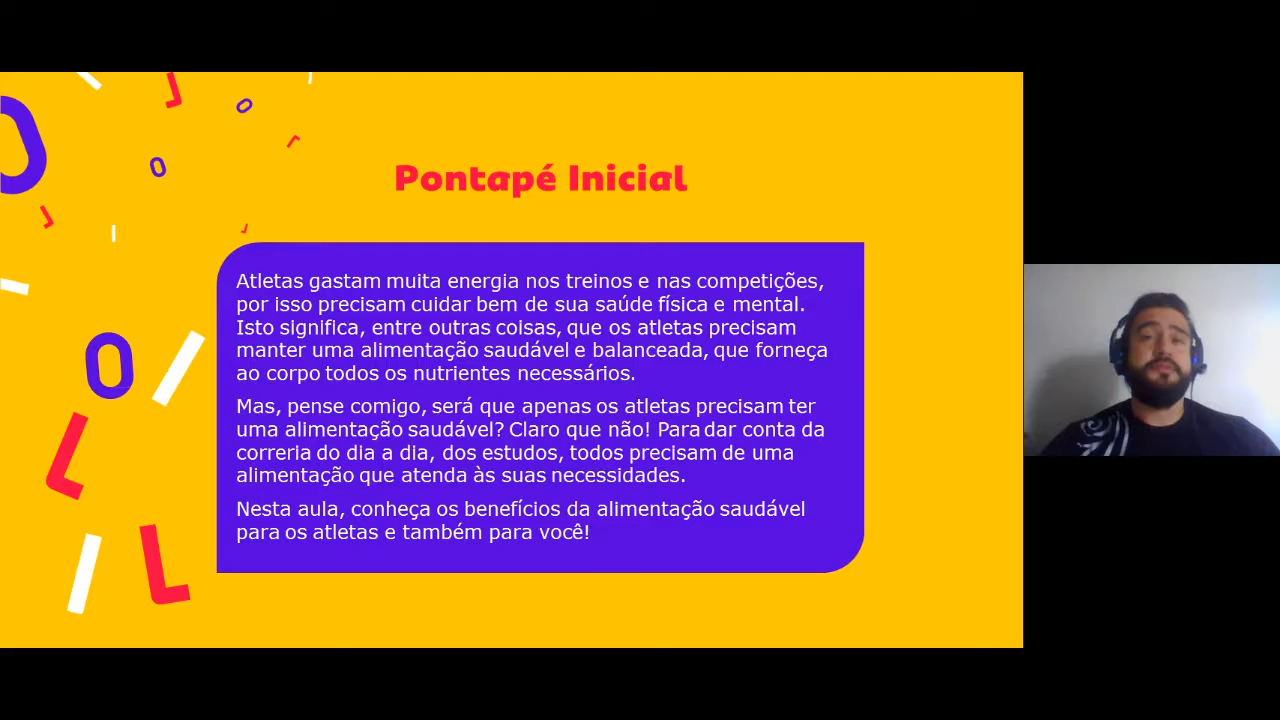 Pontapé Inicial
Atletas gastam muita energia nos treinos e nas competições,
por isso precisam cuidar bem de sua saúde física e mental.
Isto significa, entre outras coisas, que os atletas precisam
manter uma alimentação saudável e balanceada, que forneça
ao corpo todos os nutrientes necessários.
Mas, pense comigo, será que apenas os atletas precisam ter
uma alimentação saudável? Claro que não! Para dar conta da
correria do dia a dia, dos estudos, todos precisam de uma
alimentação que atenda às suas necessidades.
Nesta aula, conheça os benefícios da alimentação saudável
para os atletas e também para você!